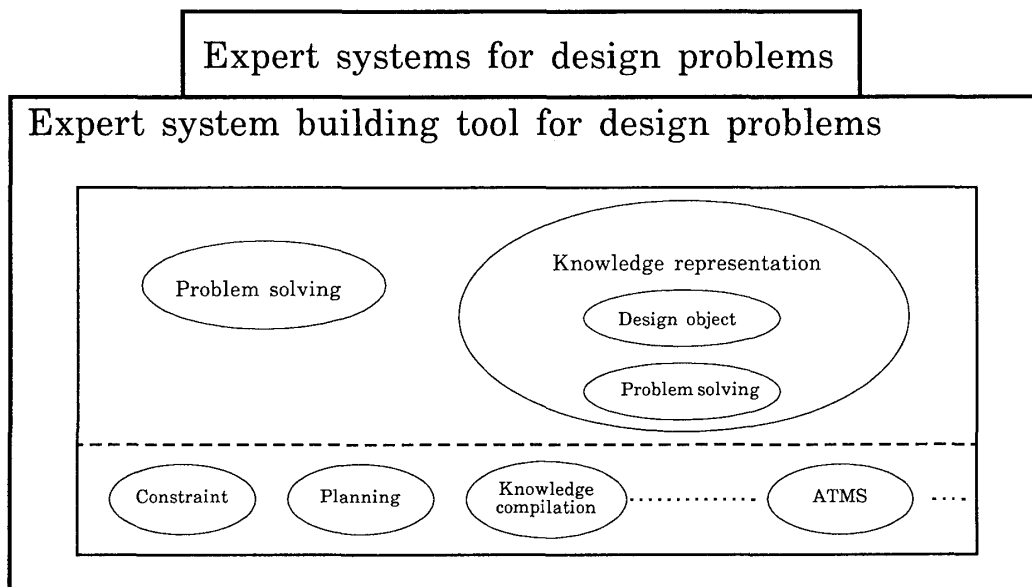 Expert systems for design problems
Expert system building tool for design problems
Problem solving
Knowledge representation
Design object
Problem solving
Constraint
Planning
Knowledge
compilation
ATMS